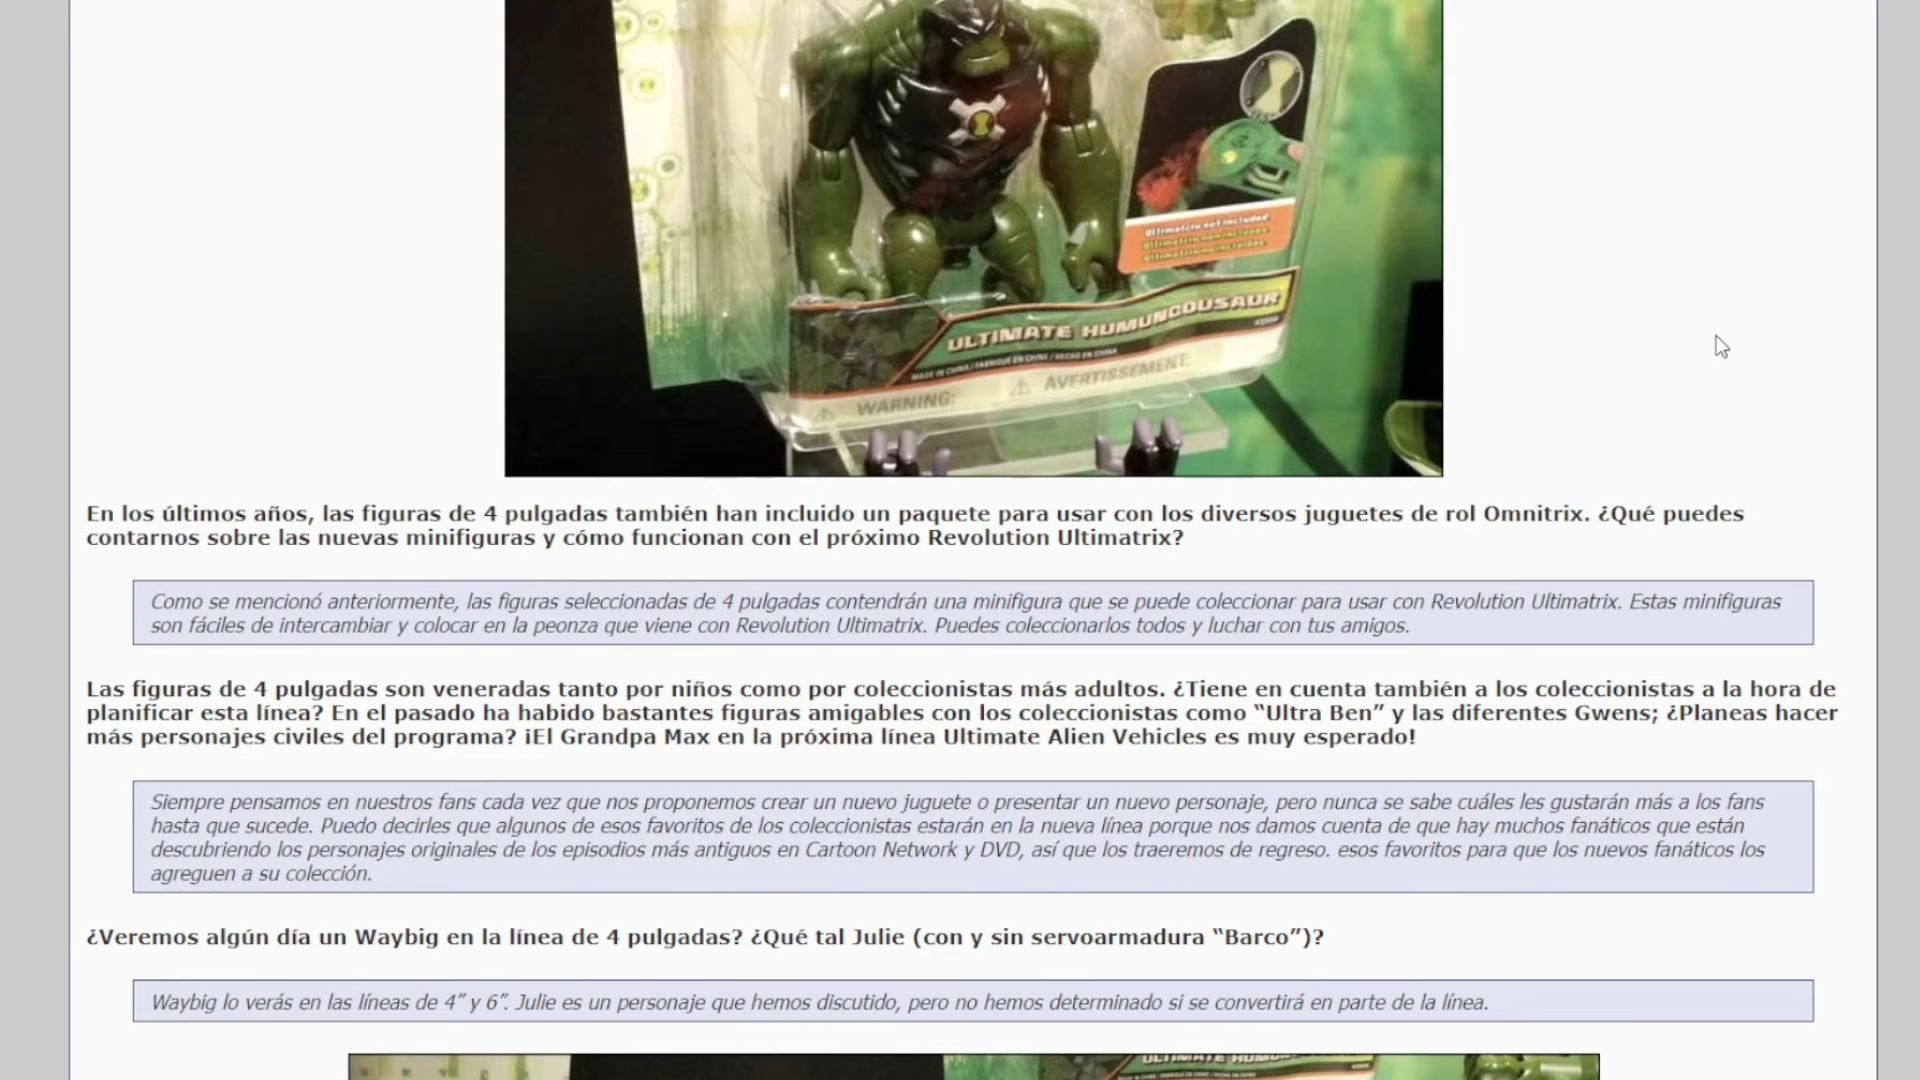 Ultimatrix not included.
ULTIMATE HUMUNGOUSAUR
MADE IN CHINA / FABRIQUÉ EN CHINE / HECHO EN CHINA
WARNING:
AVERTISSEMENT:
En los últimos años, las figuras de 4 pulgadas también han incluido un paquete para usar con los diversos juguetes de rol Omnitrix. ¿Qué puedes
contarnos sobre las nuevas minifiguras y cómo funcionan con el próximo Revolution Ultimatrix?
Como se mencionó anteriormente, las figuras seleccionadas de 4 pulgadas contendrán una minifigura que se puede coleccionar para usar con Revolution Ultimatrix. Estas minifiguras
son fáciles de intercambiar y colocar en la peonza que viene con Revolution Ultimatrix. Puedes coleccionarlos todos y luchar con tus amigos.
Las figuras de 4 pulgadas son veneradas tanto por niños como por coleccionistas más adultos. ¿Tiene en cuenta también a los coleccionistas a la hora de
planificar esta línea? En el pasado ha habido bastantes figuras amigables con los coleccionistas como “Ultra Ben” y las diferentes Gwens; ¿Planeas hacer
más personajes civiles del programa? ¡El Grandpa Max en la próxima línea Ultimate Alien Vehicles es muy esperado!
Siempre pensamos en nuestros fans cada vez que nos proponemos crear un nuevo juguete o presentar un nuevo personaje, pero nunca se sabe cuáles les gustarán más a los fans
hasta que sucede. Puedo decirles que algunos de esos favoritos de los coleccionistas estarán en la nueva línea porque nos damos cuenta de que hay muchos fanáticos que están
descubriendo los personajes originales de los episodios más antiguos en Cartoon Network y DVD, así que los traeremos de regreso. esos favoritos para que los nuevos fanáticos los
agreguen a su colección.
¿Veremos algún día un Waybig en la línea de 4 pulgadas? ¿Qué tal Julie (con y sin servoarmadura “Barco”)?
Waybig lo verás en las líneas de 4” y 6”. Julie es un personaje que hemos discutido, pero no hemos determinado si se convertirá en parte de la línea.